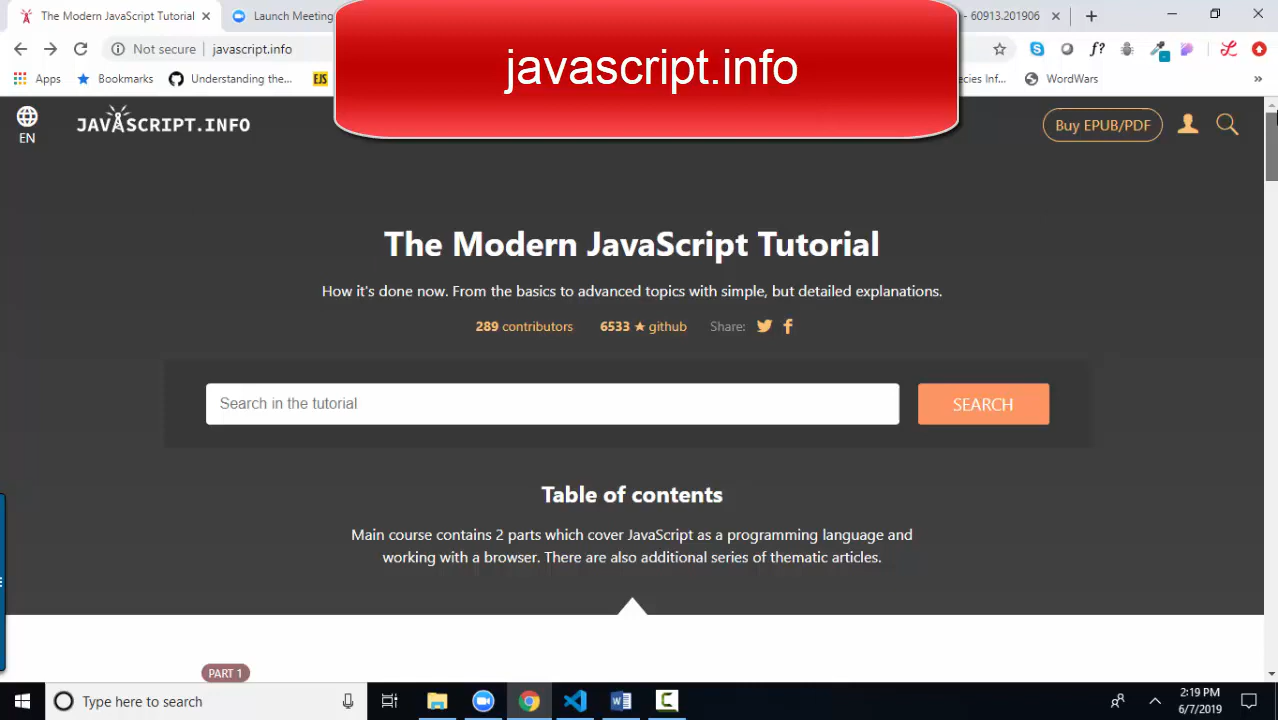 The Modern JavaScript Tutorial
Launch Meeting
- 60913.201906
Not secure
javascript.info
javascript.info
f?
Apps
Bookmarks
Understanding the...
EJS
ecies Inf...
WordWars
»
EN
JAVASCRIPT.INFO
Buy EPUB/PDF
The Modern JavaScript Tutorial
How it's done now. From the basics to advanced topics with simple, but detailed explanations.
289 contributors 6533 ★ github Share:
Search in the tutorial
SEARCH
Table of contents
Main course contains 2 parts which cover JavaScript as a programming language and
working with a browser. There are also additional series of thematic articles.
PART 1
Type here to search
2:19 PM
6/7/2019